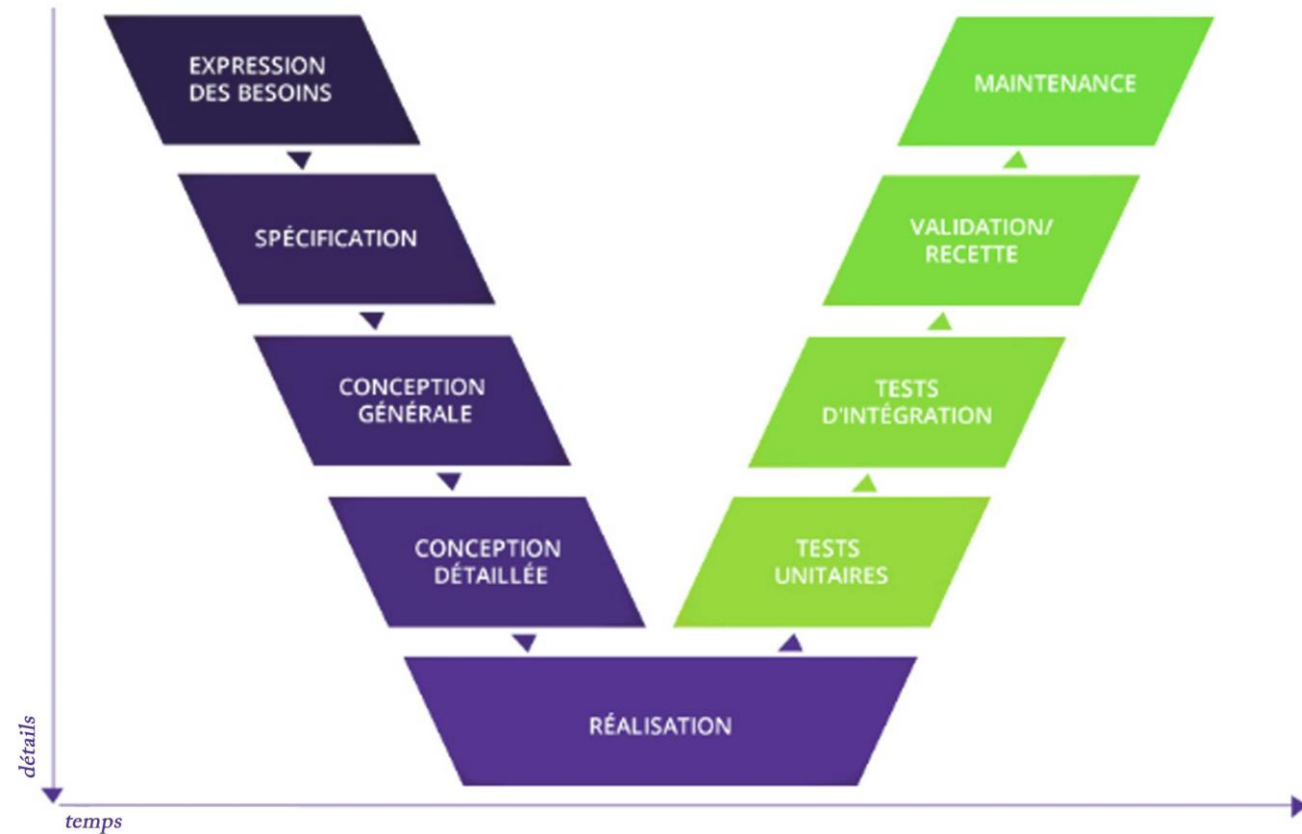 EXPRESSION
DES BESOINS
SPÉCIFICATION
CONCEPTION
GÉNÉRALE
CONCEPTION
DÉTAILLÉE
RÉALISATION
TESTS
UNITAIRES
TESTS
D'INTÉGRATION
VALIDATION/
RECETTE
MAINTENANCE
détails
temps